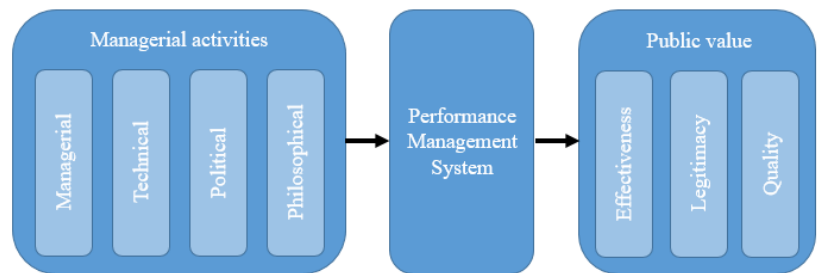 Managerial activities
Managerial
Technical
Political
Philosophical
Performance
Management
System
Public value
Effectiveness
Legitimacy
Quality